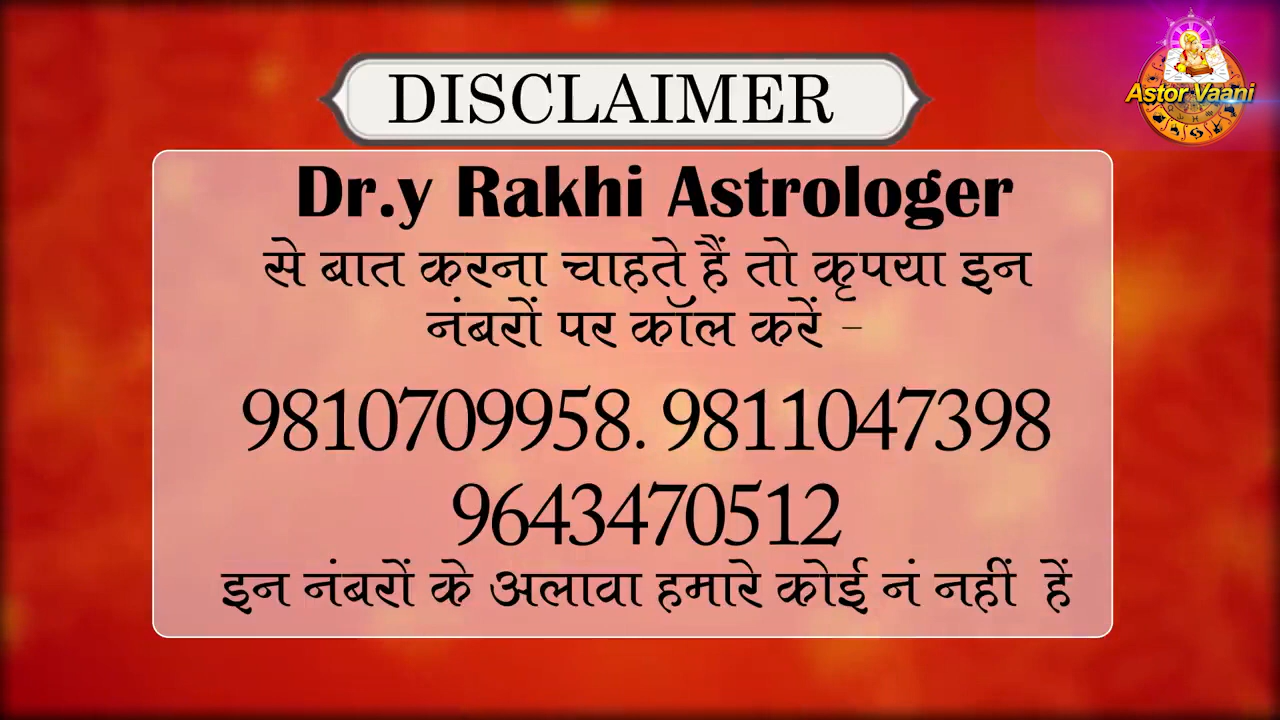 Astor Vaani
DISCLAIMER
Dr.y Rakhi Astrologer
से बात करना चाहते हैं तो कृपया इन
नंबरों पर कॉल करें -
9810709958. 9811047398
9643470512
इन नंबरों के अलावा हमारे कोई नं नहीं हें